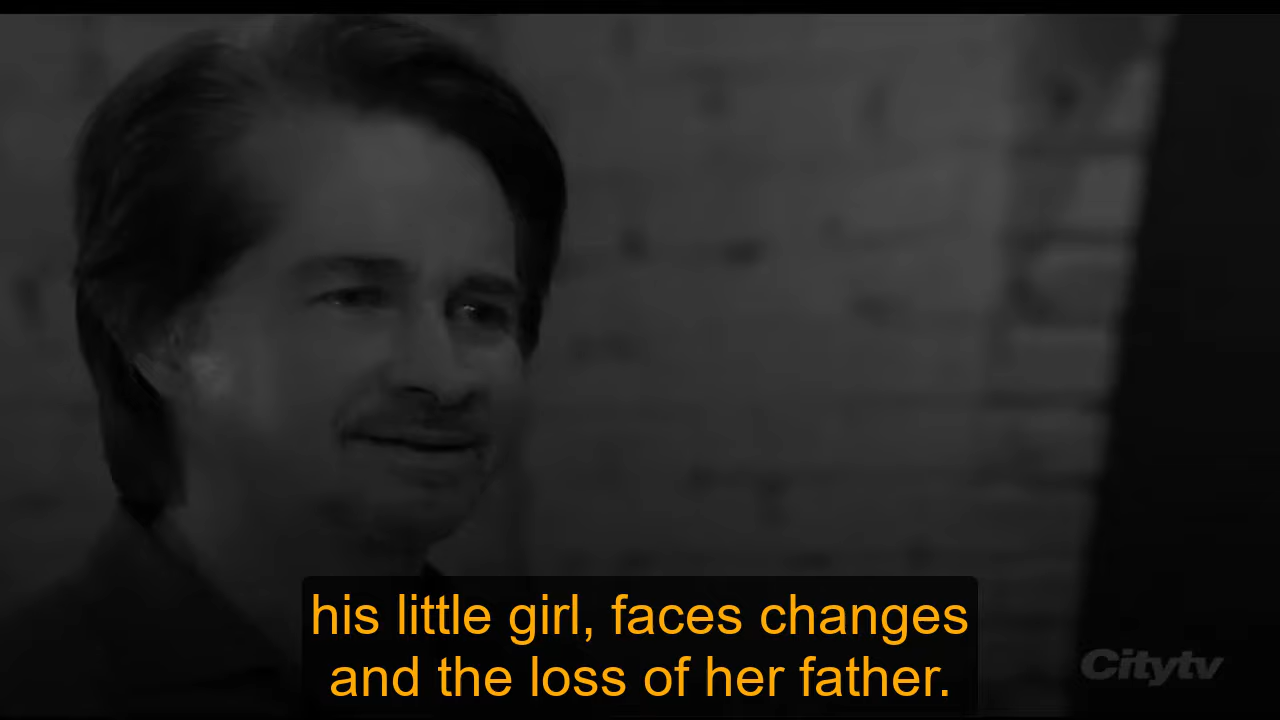 his little girl, faces changes
and the loss of her father.
Citytv